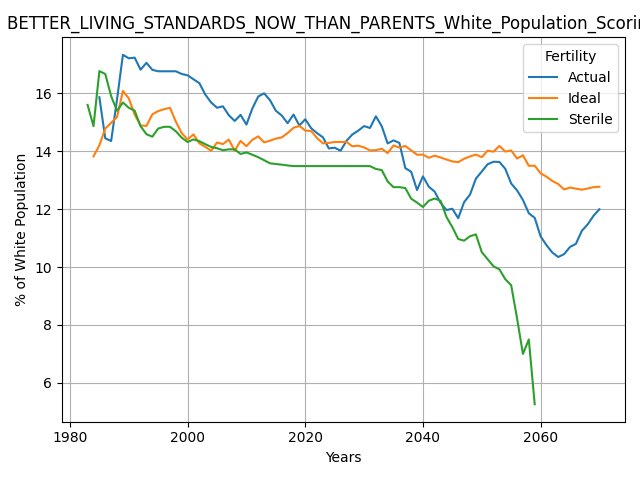 BETTER_LIVING_STANDARDS_NOW_THAN_PARENTS_White_Population_Scorin
Fertility
Actual
Ideal
Sterile
% of White Population
16
14
12
10
8
6
1980
2000
2020
2040
2060
Years